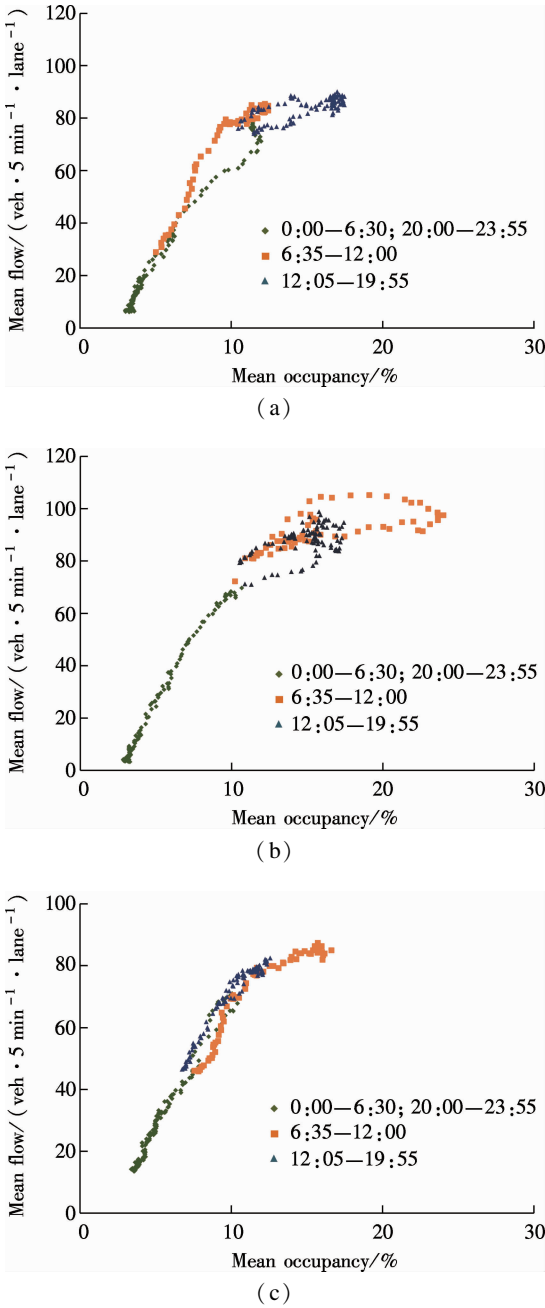 120
100
80
60
40
20
0
Mean flow/(veh·5 min⁻¹·lane⁻¹)
0:00—6:30; 20:00—23:55
6:35—12:00
12:05—19:55
0 10 20 30
Mean occupancy/%
(a)
120
100
80
60
40
20
0
Mean flow/(veh·5 min⁻¹·lane⁻¹)
0:00—6:30; 20:00—23:55
6:35—12:00
12:05—19:55
0 10 20 30
Mean occupancy/%
(b)
100
80
60
40
20
0
Mean flow/(veh·5 min⁻¹·lane⁻¹)
0:00—6:30; 20:00—23:55
6:35—12:00
12:05—19:55
0 10 20 30
Mean occupancy/%
(c)